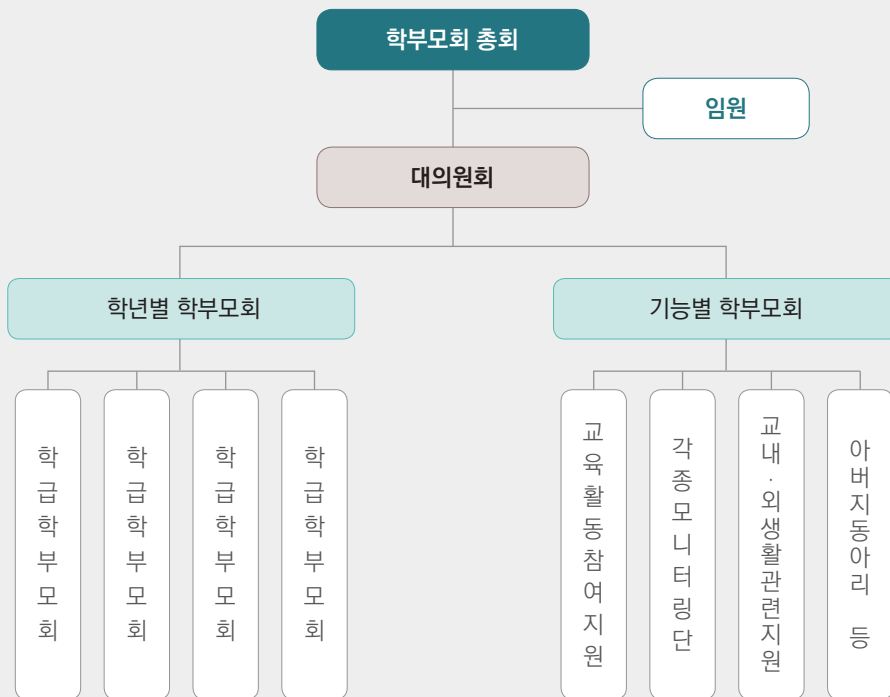 학부모회 총회
임원
대의원회
학년별 학부모회
기능별 학부모회
학급학부모회
학급학부모회
학급학부모회
학급학부모회
교육활동참여지원
각종모니터링단
교내·외생활관련지원
아버지동아리 등